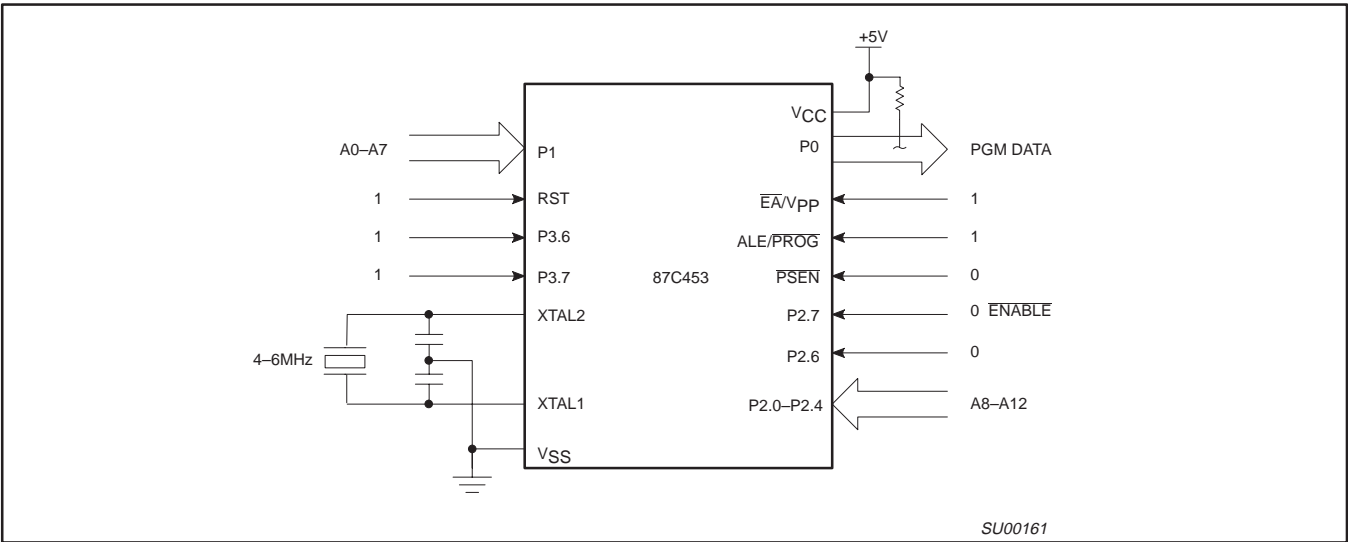 +5V
VCC
A0–A7 P1 P0 PGM DATA
1 RST EA/VPP 1
1 P3.6 ALE/PROG 1
1 P3.7 87C453 PSEN 0
XTAL2 P2.7 0 ENABLE
4–6MHz P2.6 0
XTAL1 P2.0–P2.4 A8–A12
VSS
SU00161